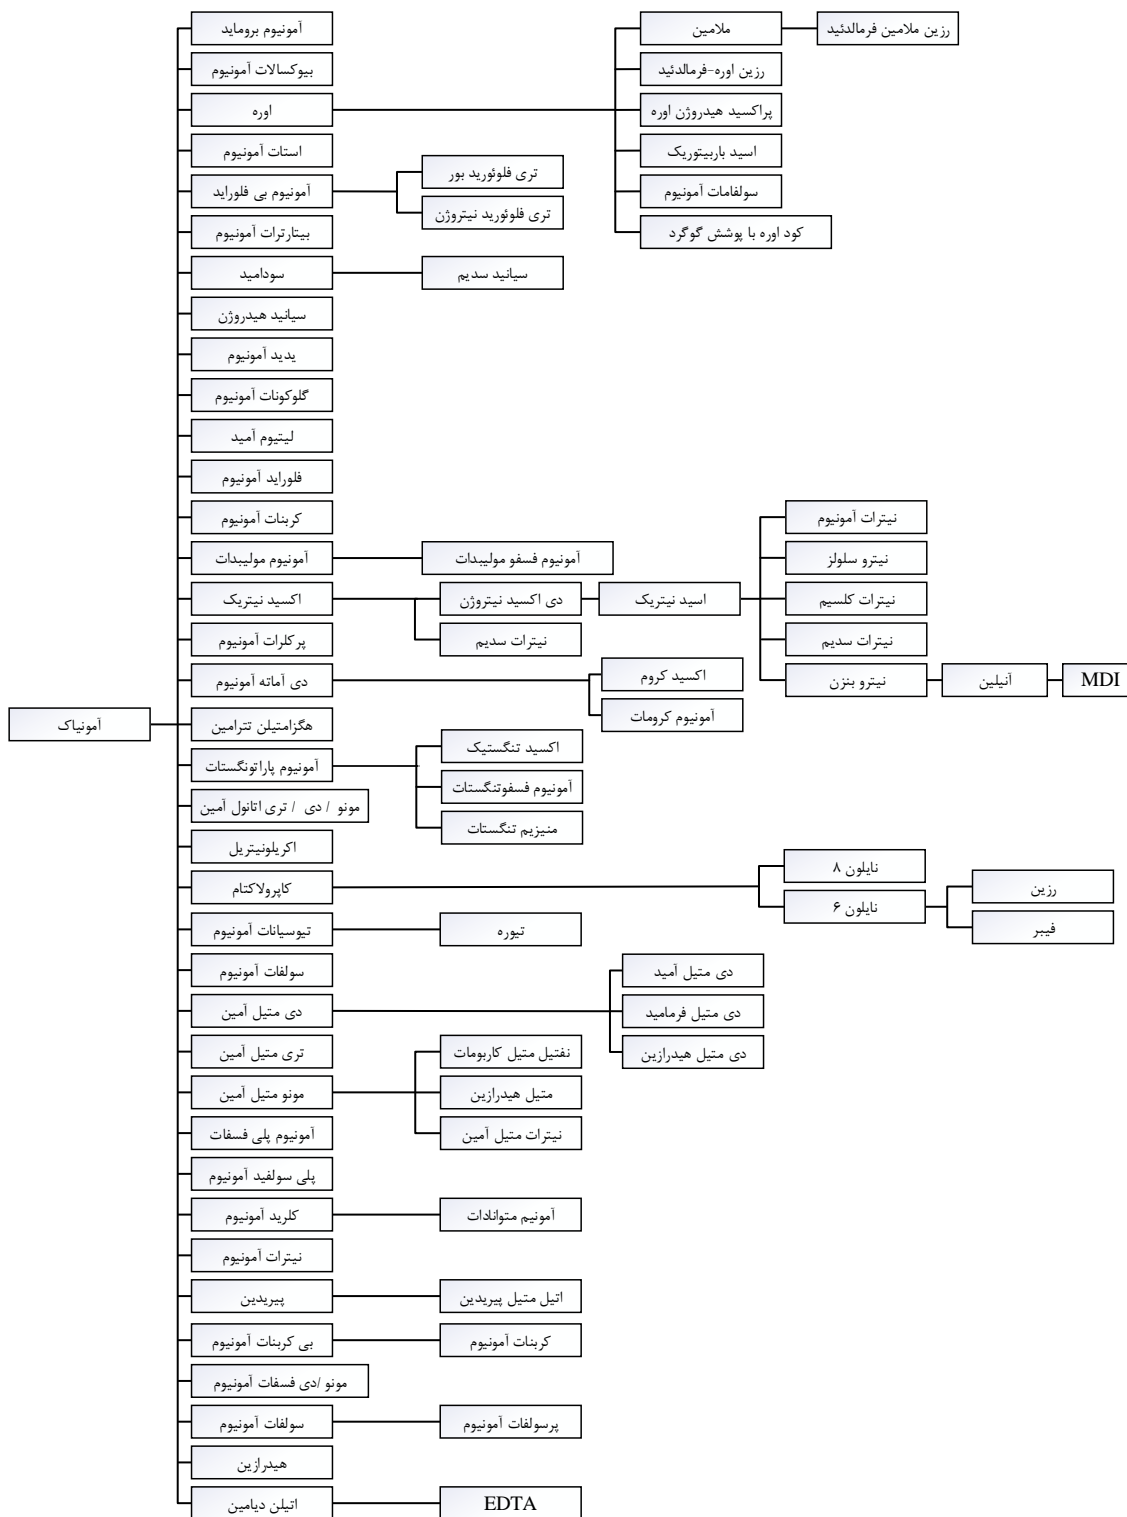 آمونیاک
آمونیوم بروماید
بیوکسالات آمونیوم
اوره
ملامین
رزین ملامین فرمالدئید
رزین اوره-فرمالدئید
پراکسید هیدروژن اوره
اسید باربیتوریک
سولفامات آمونیوم
کود اوره با پوشش گوگرد
استات آمونیوم
آمونیوم بی فلوراید
تری فلوئورید بور
تری فلوئورید نیتروژن
بیتارترات آمونیوم
سودامید
سیانید سدیم
سیانید هیدروژن
یدید آمونیوم
گلوکونات آمونیوم
لیتیوم آمید
فلوراید آمونیوم
کربنات آمونیوم
آمونیوم مولیبدات
آمونیوم فسفو مولیبدات
اکسید نیتریک
دی اکسید نیتروژن
اسید نیتریک
نیترات آمونیوم
نیترو سلولز
نیترات کلسیم
نیترات سدیم
نیترو بنزن
آنیلین
MDI
نیترات سدیم
پرکلرات آمونیوم
دی آماته آمونیوم
اکسید کروم
آمونیوم کرومات
هگزامتیلن تترامین
آمونیوم پاراتونگستات
اکسید تنگستیک
آمونیوم فسفوتنگستات
منیزیم تنگستات
مونو / دی / تری اتانول آمین
اکریلونیتریل
کاپرولاکتام
نایلون ۸
نایلون ۶
رزین
فیبر
تیوسیانات آمونیوم
تیوره
سولفات آمونیوم
دی متیل آمین
دی متیل آمید
دی متیل فرمامید
دی متیل هیدرازین
تری متیل آمین
مونو متیل آمین
نفتیل متیل کاربومات
متیل هیدرازین
نیترات متیل آمین
آمونیوم پلی فسفات
پلی سولفید آمونیوم
کلرید آمونیوم
آمونیم متوانادات
نیترات آمونیوم
پیریدین
اتیل متیل پیریدین
بی کربنات آمونیوم
کربنات آمونیوم
مونو /دی فسفات آمونیوم
سولفات آمونیوم
پرسولفات آمونیوم
هیدرازین
اتیلن دیامین
EDTA